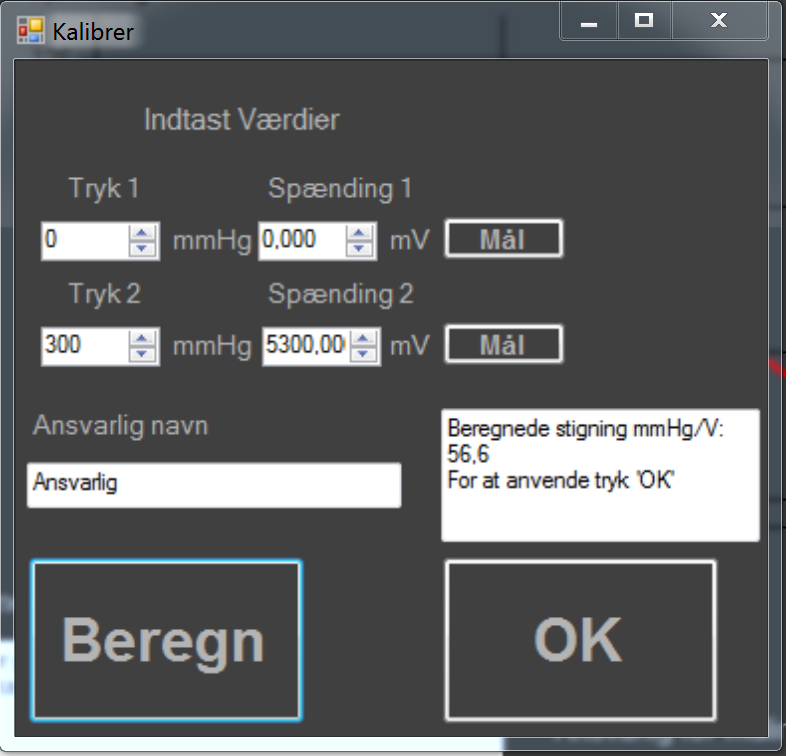 Kalibrer
Indtast Værdier
Tryk 1 Spænding 1
0 mmHg 0,000 mV Mål
Tryk 2 Spænding 2
300 mmHg 5300,00 mV Mål
Ansvarlig navn
Ansvarlig
Beregnede stigning mmHg/V:
56,6
For at anvende tryk 'OK'
Beregn OK